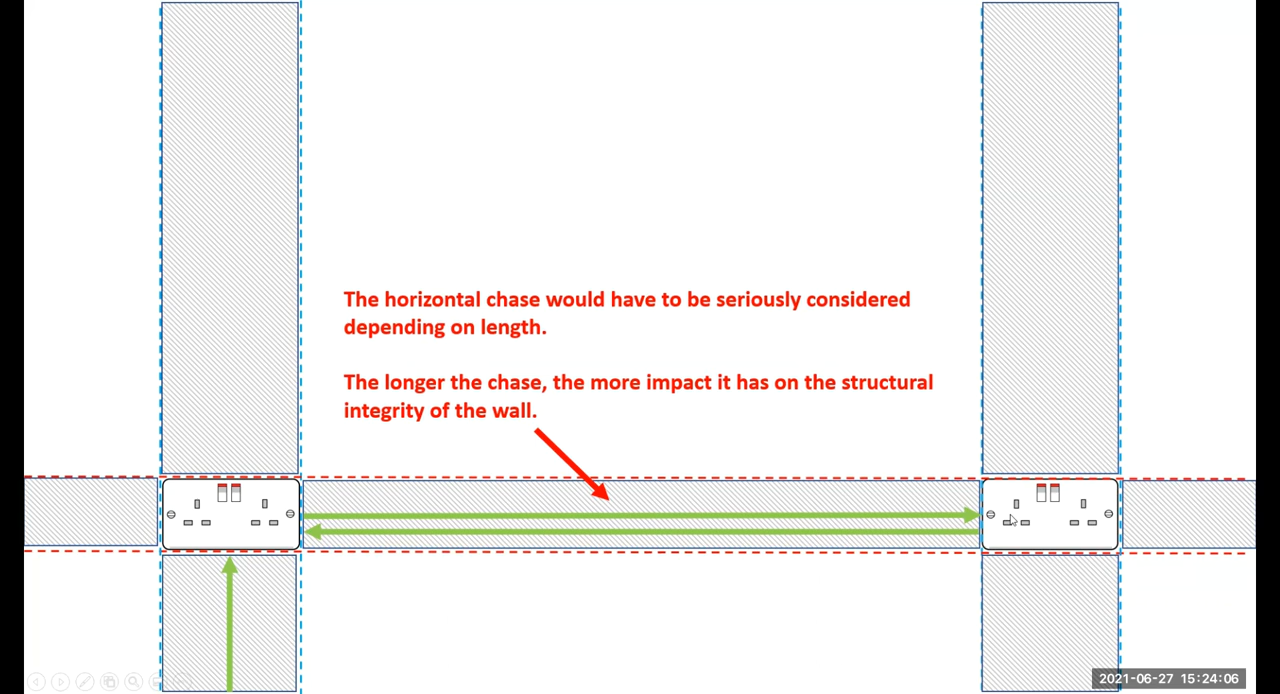 The horizontal chase would have to be seriously considered
depending on length.
The longer the chase, the more impact it has on the structural
integrity of the wall.
2021-06-27 15:24:06